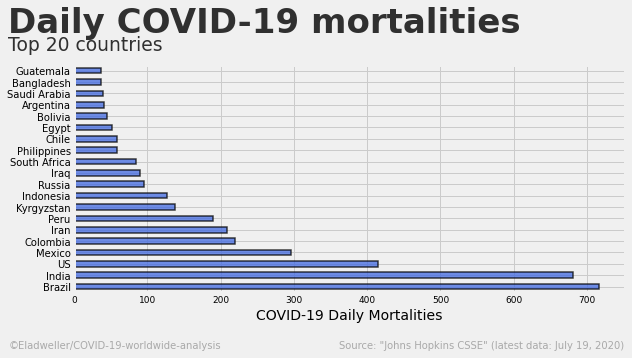 Daily COVID-19 mortalities
Top 20 countries
Guatemala
Bangladesh
Saudi Arabia
Argentina
Bolivia
Egypt
Chile
Philippines
South Africa
Iraq
Russia
Indonesia
Kyrgyzstan
Peru
Iran
Colombia
Mexico
US
India
Brazil
0 100 200 300 400 500 600 700
COVID-19 Daily Mortalities
©Eladweller/COVID-19-worldwide-analysis Source: "Johns Hopkins CSSE" (latest data: July 19, 2020)